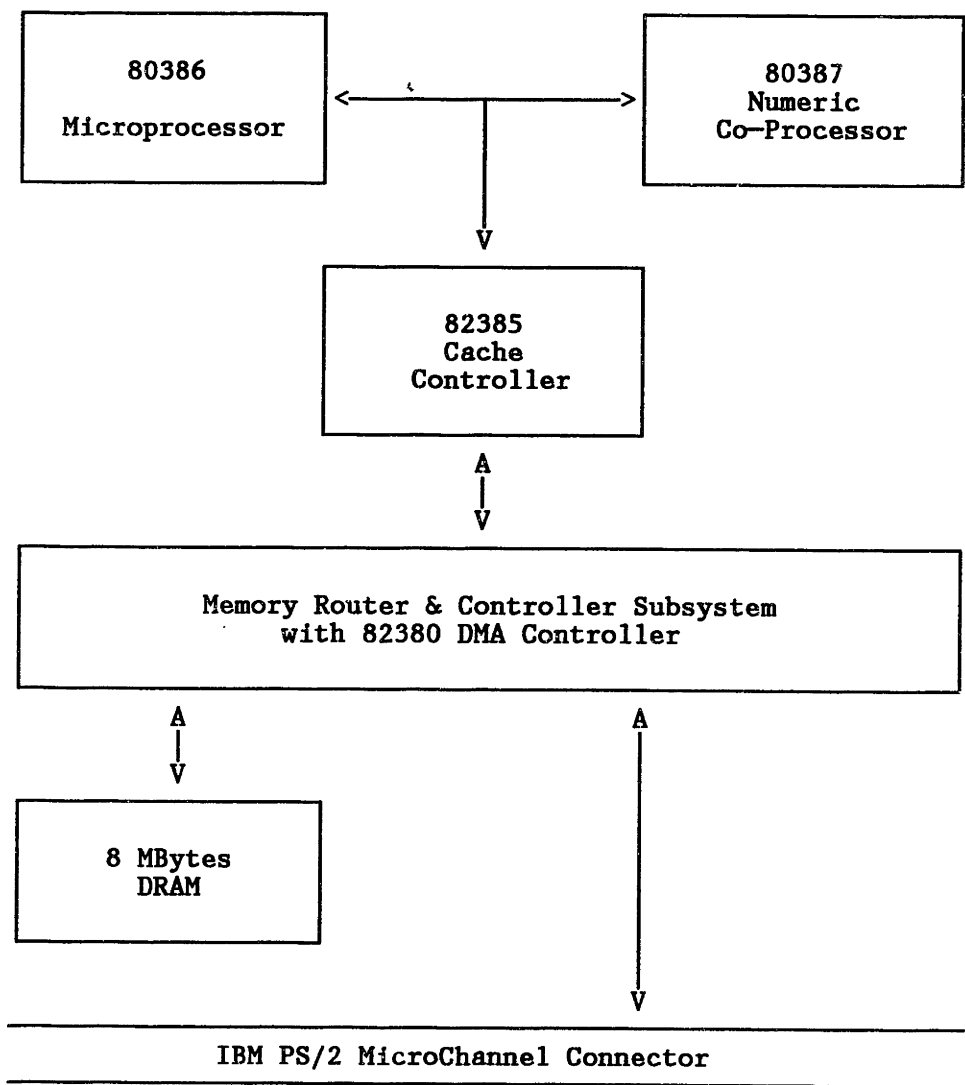 80386
Microprocessor
80387
Numeric
Co-Processor
82385
Cache
Controller
Memory Router & Controller Subsystem
with 82380 DMA Controller
8 MBytes
DRAM
IBM PS/2 MicroChannel Connector